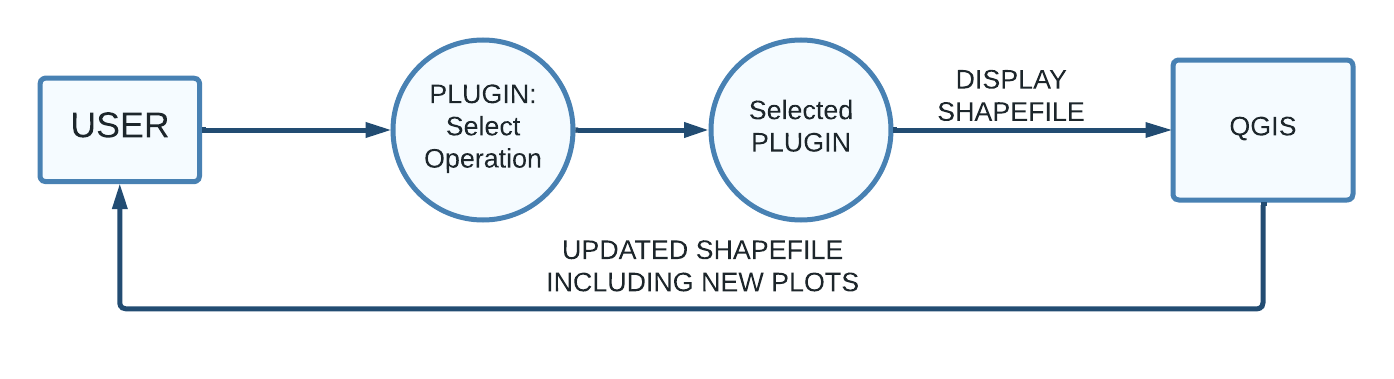 USER
PLUGIN:
Select
Operation
Selected
PLUGIN
DISPLAY
SHAPEFILE
QGIS
UPDATED SHAPEFILE
INCLUDING NEW PLOTS